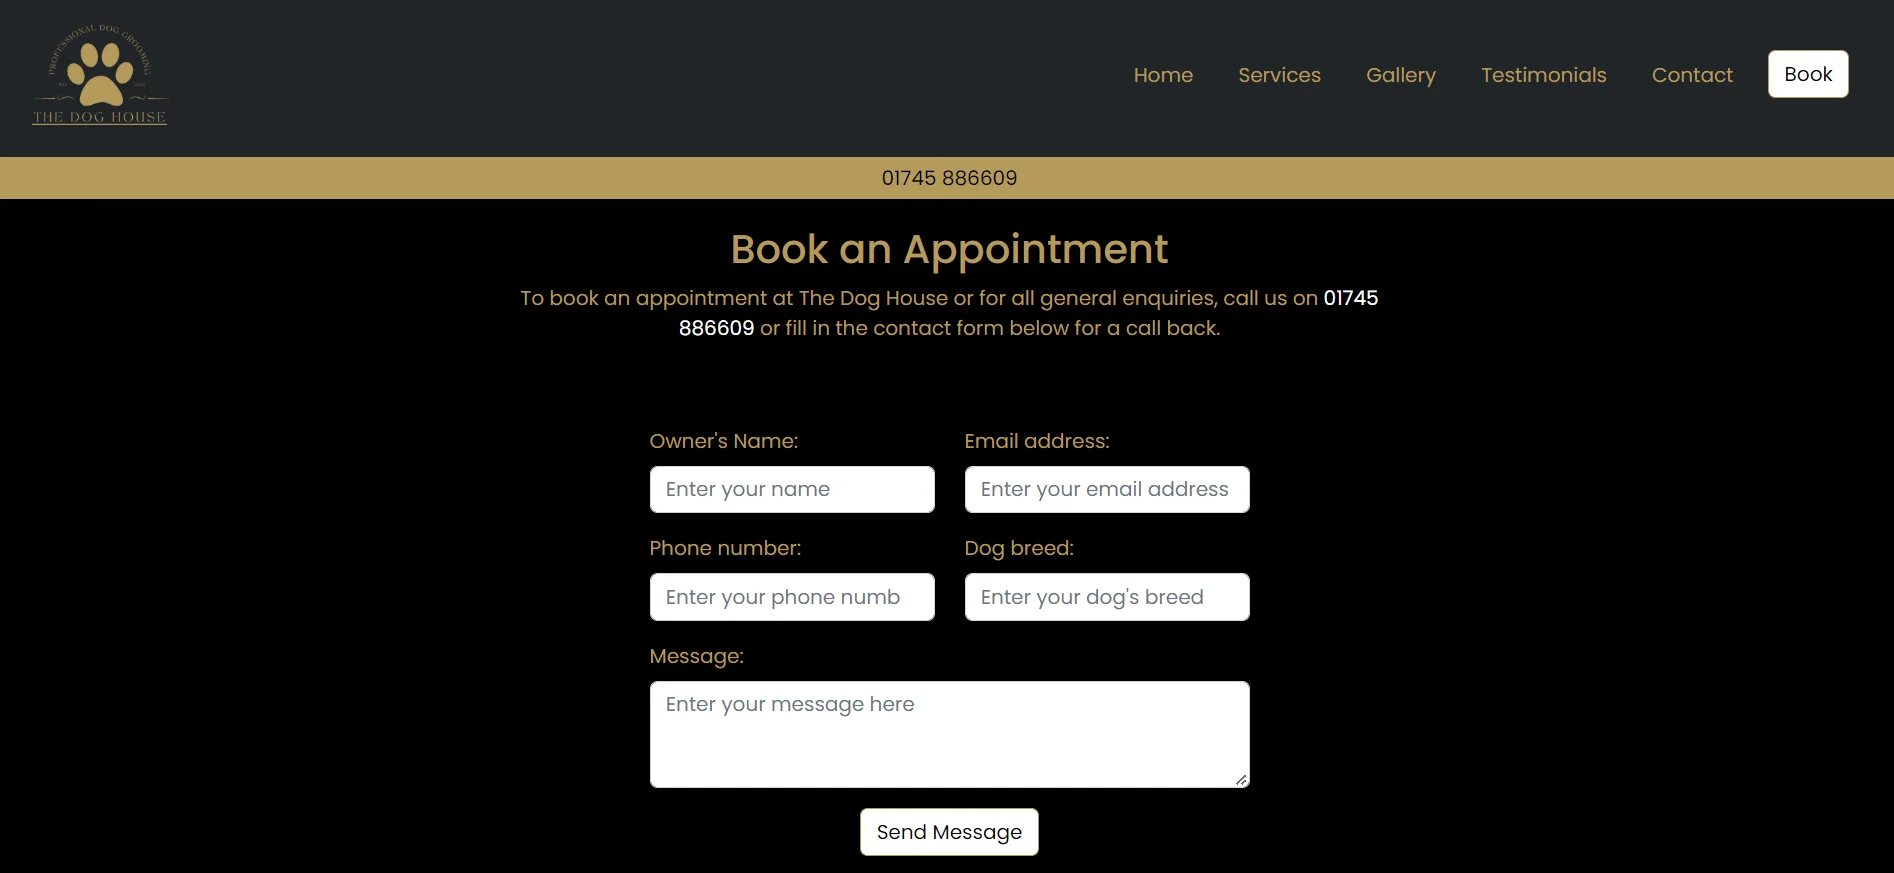 PROFESSIONAL DOG GROOMING
THE DOG HOUSE
Home
Services
Gallery
Testimonials
Contact
Book
01745 886609
Book an Appointment
To book an appointment at The Dog House or for all general enquiries, call us on 01745
886609 or fill in the contact form below for a call back.
Owner's Name:
Email address:
Enter your name
Enter your email address
Phone number:
Dog breed:
Enter your phone numb
Enter your dog's breed
Message:
Enter your message here
Send Message